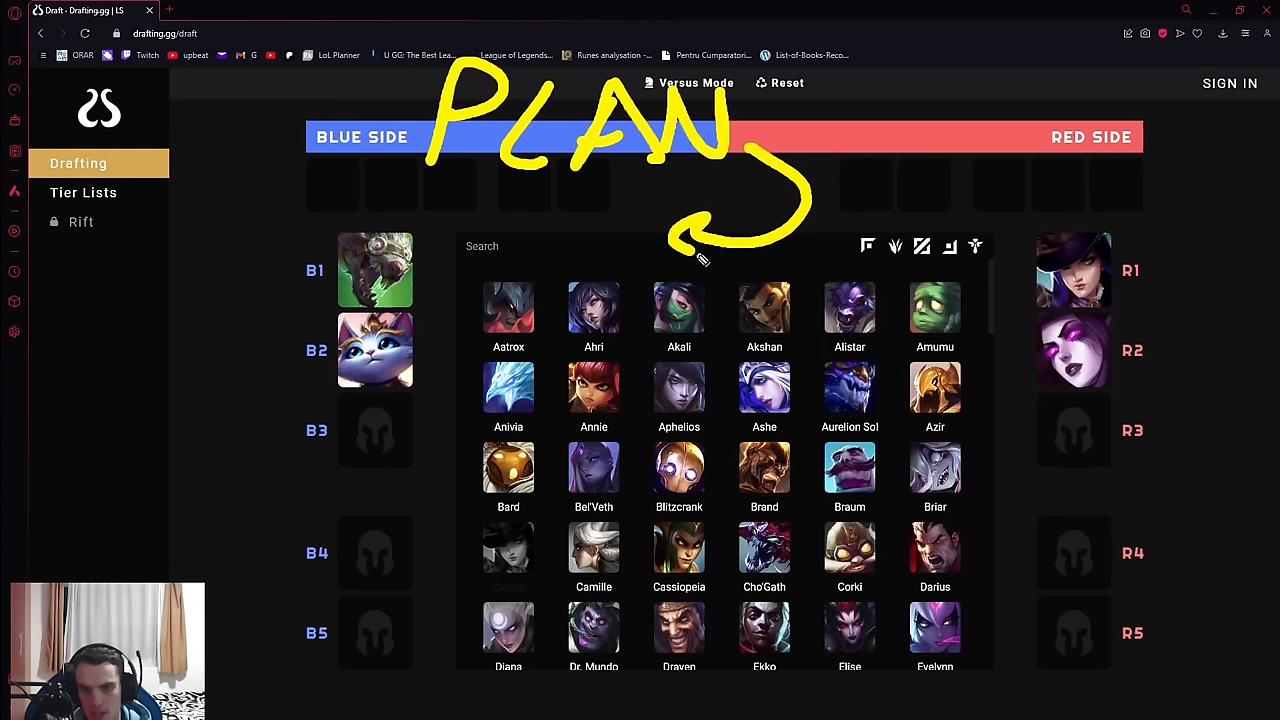 Draft - Drafting.gg | LS
drafting.gg/draft
ORAR Twitch upbeat G LoL Planner U GG: The Best Lea... League of Legends... Runes analysation -... Pentru Cumparatori... List-of-Books-Reco...
Versus Mode Reset SIGN IN
PLAN
BLUE SIDE RED SIDE
Drafting
Tier Lists
Rift
Search
B1 R1
Aatrox Ahri Akali Akshan Alistar Amumu
B2 R2
Anivia Annie Aphelios Ashe Aurelion Sol Azir
B3 R3
Bard Bel'Veth Blitzcrank Brand Braum Briar
B4 R4
Camille Cassiopeia Cho'Gath Corki Darius
B5 R5
Diana Dr. Mundo Draven Ekko Elise Evelynn